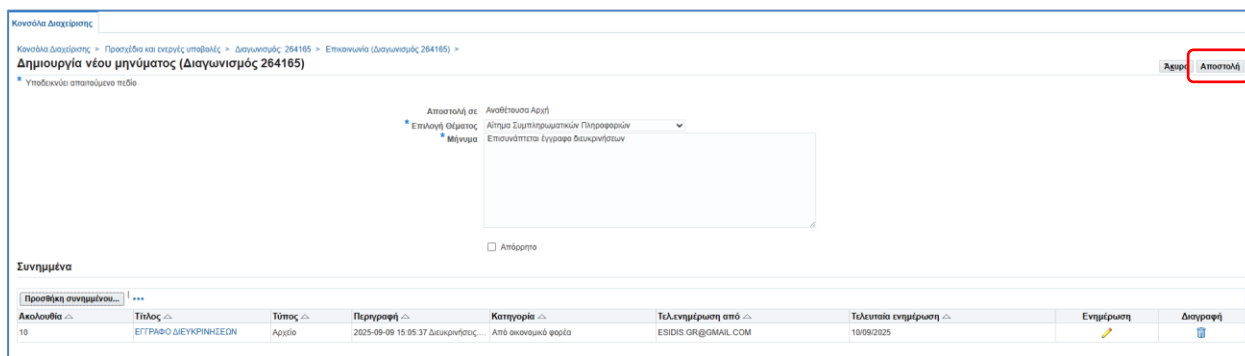 Κονσόλα Διαχείρισης
Κονσόλα Διαχείρισης > Προσχέδια και ενεργές υποβολές > Διαγωνισμός: 264165 > Επικοινωνία (Διαγωνισμός 264165) >
Δημιουργία νέου μηνύματος (Διαγωνισμός 264165)
Άκυρο Αποστολή
* Υποδεικνύει απαιτούμενο πεδίο
Αποστολή σε Αναθέτουσα Αρχή
* Επιλογή Θέματος Αίτημα Συμπληρωματικών Πληροφοριών
* Μήνυμα Επισυνάπτεται έγγραφο διευκρινήσεων
Απόρρητο
Συνημμένα
Προσθήκη συνημμένου...
Ακολουθία Τίτλος Τύπος Περιγραφή Κατηγορία Τελ.ενημέρωση από Τελευταία ενημέρωση Ενημέρωση Διαγραφή
10 ΕΓΓΡΑΦΟ ΔΙΕΥΚΡΙΝΗΣΕΩΝ Αρχείο 2025-09-09 15:05:37 Διευκρινήσεις.... Από οικονομικό φορέα ESIDIS.GR@GMAIL.COM 10/09/2025